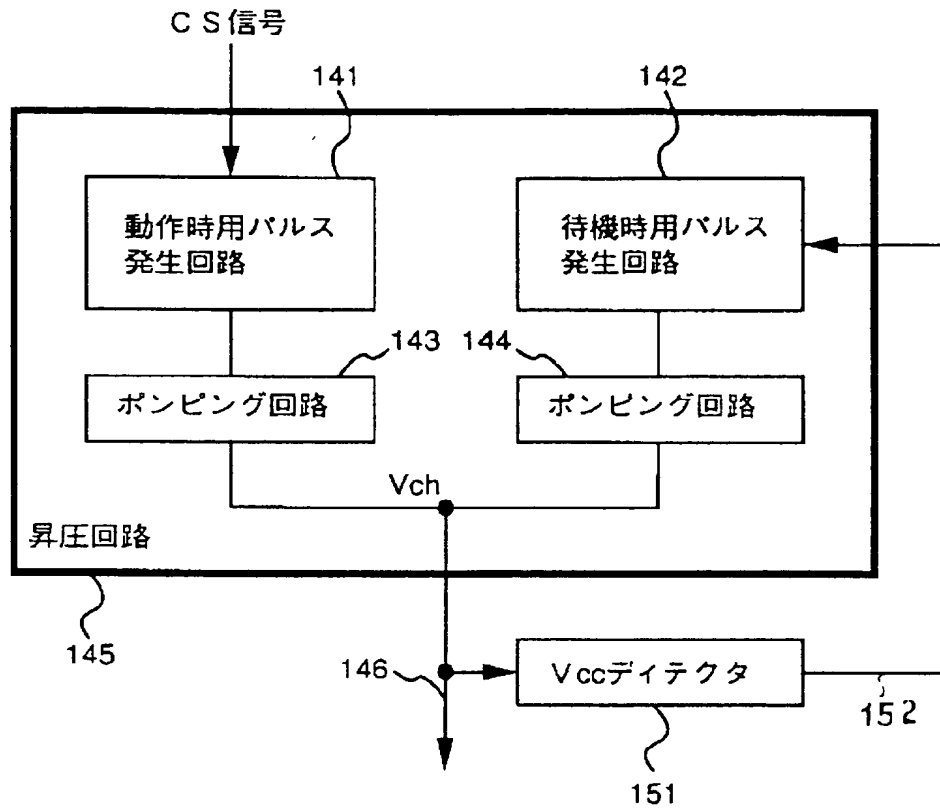 ＣＳ信号
141
142
動作時用パルス
発生回路
待機時用パルス
発生回路
143
144
ポンピング回路
ポンピング回路
Vch
昇圧回路
145
146
Vccディテクタ
152
151